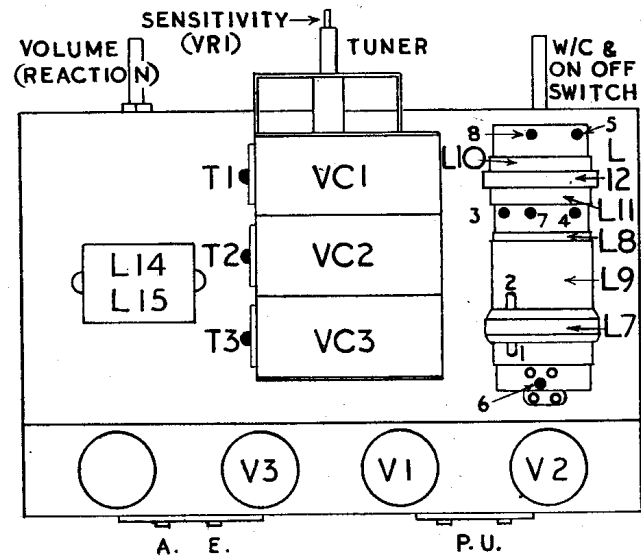 SENSITIVITY
(VR1)
VOLUME
(REACTION)
TUNER
W/C &
ON OFF
SWITCH
8
5
L10
L
12
T1
VC1
L11
3
7
4
L8
T2
VC2
L14
L15
L9
2
T3
VC3
L7
1
6
V3
V1
V2
A. E.
P.U.